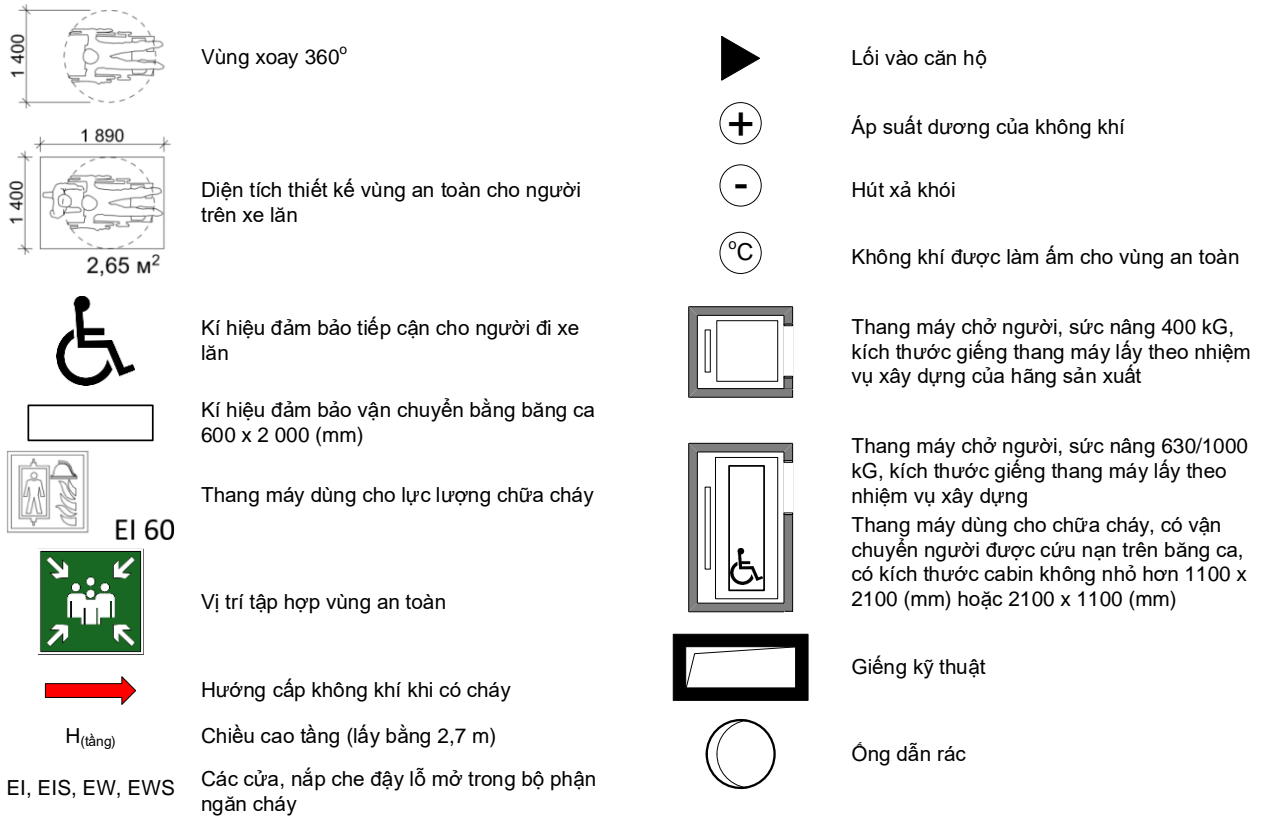 1 400
Vùng xoay 360°
1 890
1 400
2,65 м²
Diện tích thiết kế vùng an toàn cho người
trên xe lăn
Kí hiệu đảm bảo tiếp cận cho người đi xe
lăn
Kí hiệu đảm bảo vận chuyển bằng băng ca
600 x 2 000 (mm)
Thang máy dùng cho lực lượng chữa cháy
EI 60
Vị trí tập hợp vùng an toàn
Hướng cấp không khí khi có cháy
H(tầng)
Chiều cao tầng (lấy bằng 2,7 m)
EI, EIS, EW, EWS
Các cửa, nắp che đậy lỗ mở trong bộ phận
ngăn cháy
Lối vào căn hộ
+
Áp suất dương của không khí
-
Hút xả khói
°C
Không khí được làm ấm cho vùng an toàn
Thang máy chở người, sức nâng 400 kG,
kích thước giếng thang máy lấy theo nhiệm
vụ xây dựng của hãng sản xuất
Thang máy chở người, sức nâng 630/1000
kG, kích thước giếng thang máy lấy theo
nhiệm vụ xây dựng
Thang máy dùng cho chữa cháy, có vận
chuyển người được cứu nạn trên băng ca,
có kích thước cabin không nhỏ hơn 1100 x
2100 (mm) hoặc 2100 x 1100 (mm)
Giếng kỹ thuật
Ống dẫn rác